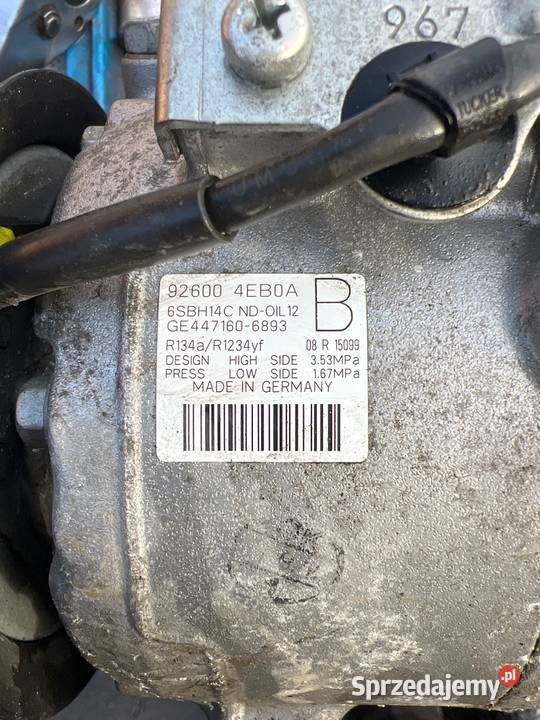 967
TUCKER
92600 4EB0A B
6SBH14C ND-OIL12
GE447160-6893
R134a/R1234yf 08 R 15099
DESIGN HIGH SIDE 3.53MPa
PRESS LOW SIDE 1.67MPa
MADE IN GERMANY
Sprzedajemy.pl